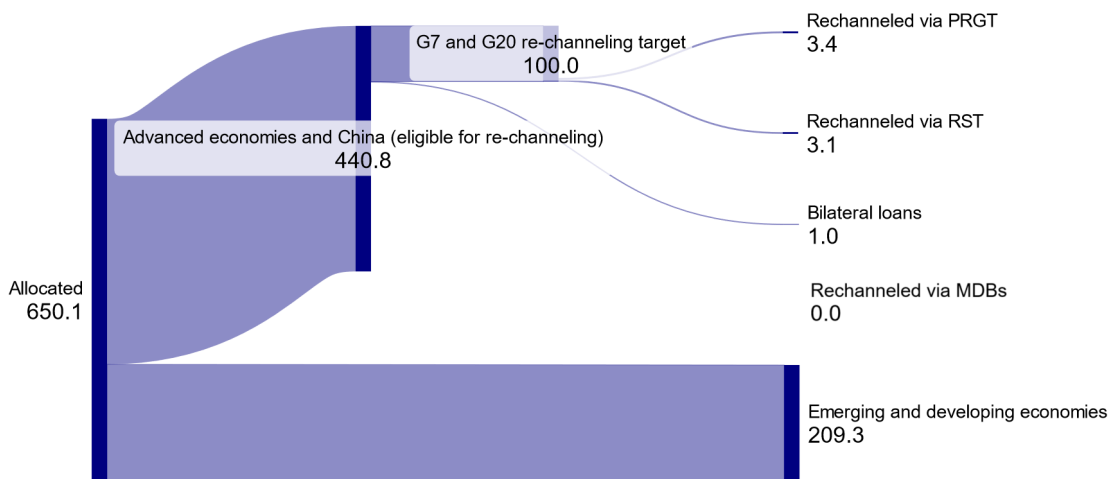 Rechanneled via PRGT
3.4
G7 and G20 re-channeling target
100.0
Rechanneled via RST
3.1
Advanced economies and China (eligible for re-channeling)
440.8
Bilateral loans
1.0
Allocated
650.1
Rechanneled via MDBs
0.0
Emerging and developing economies
209.3